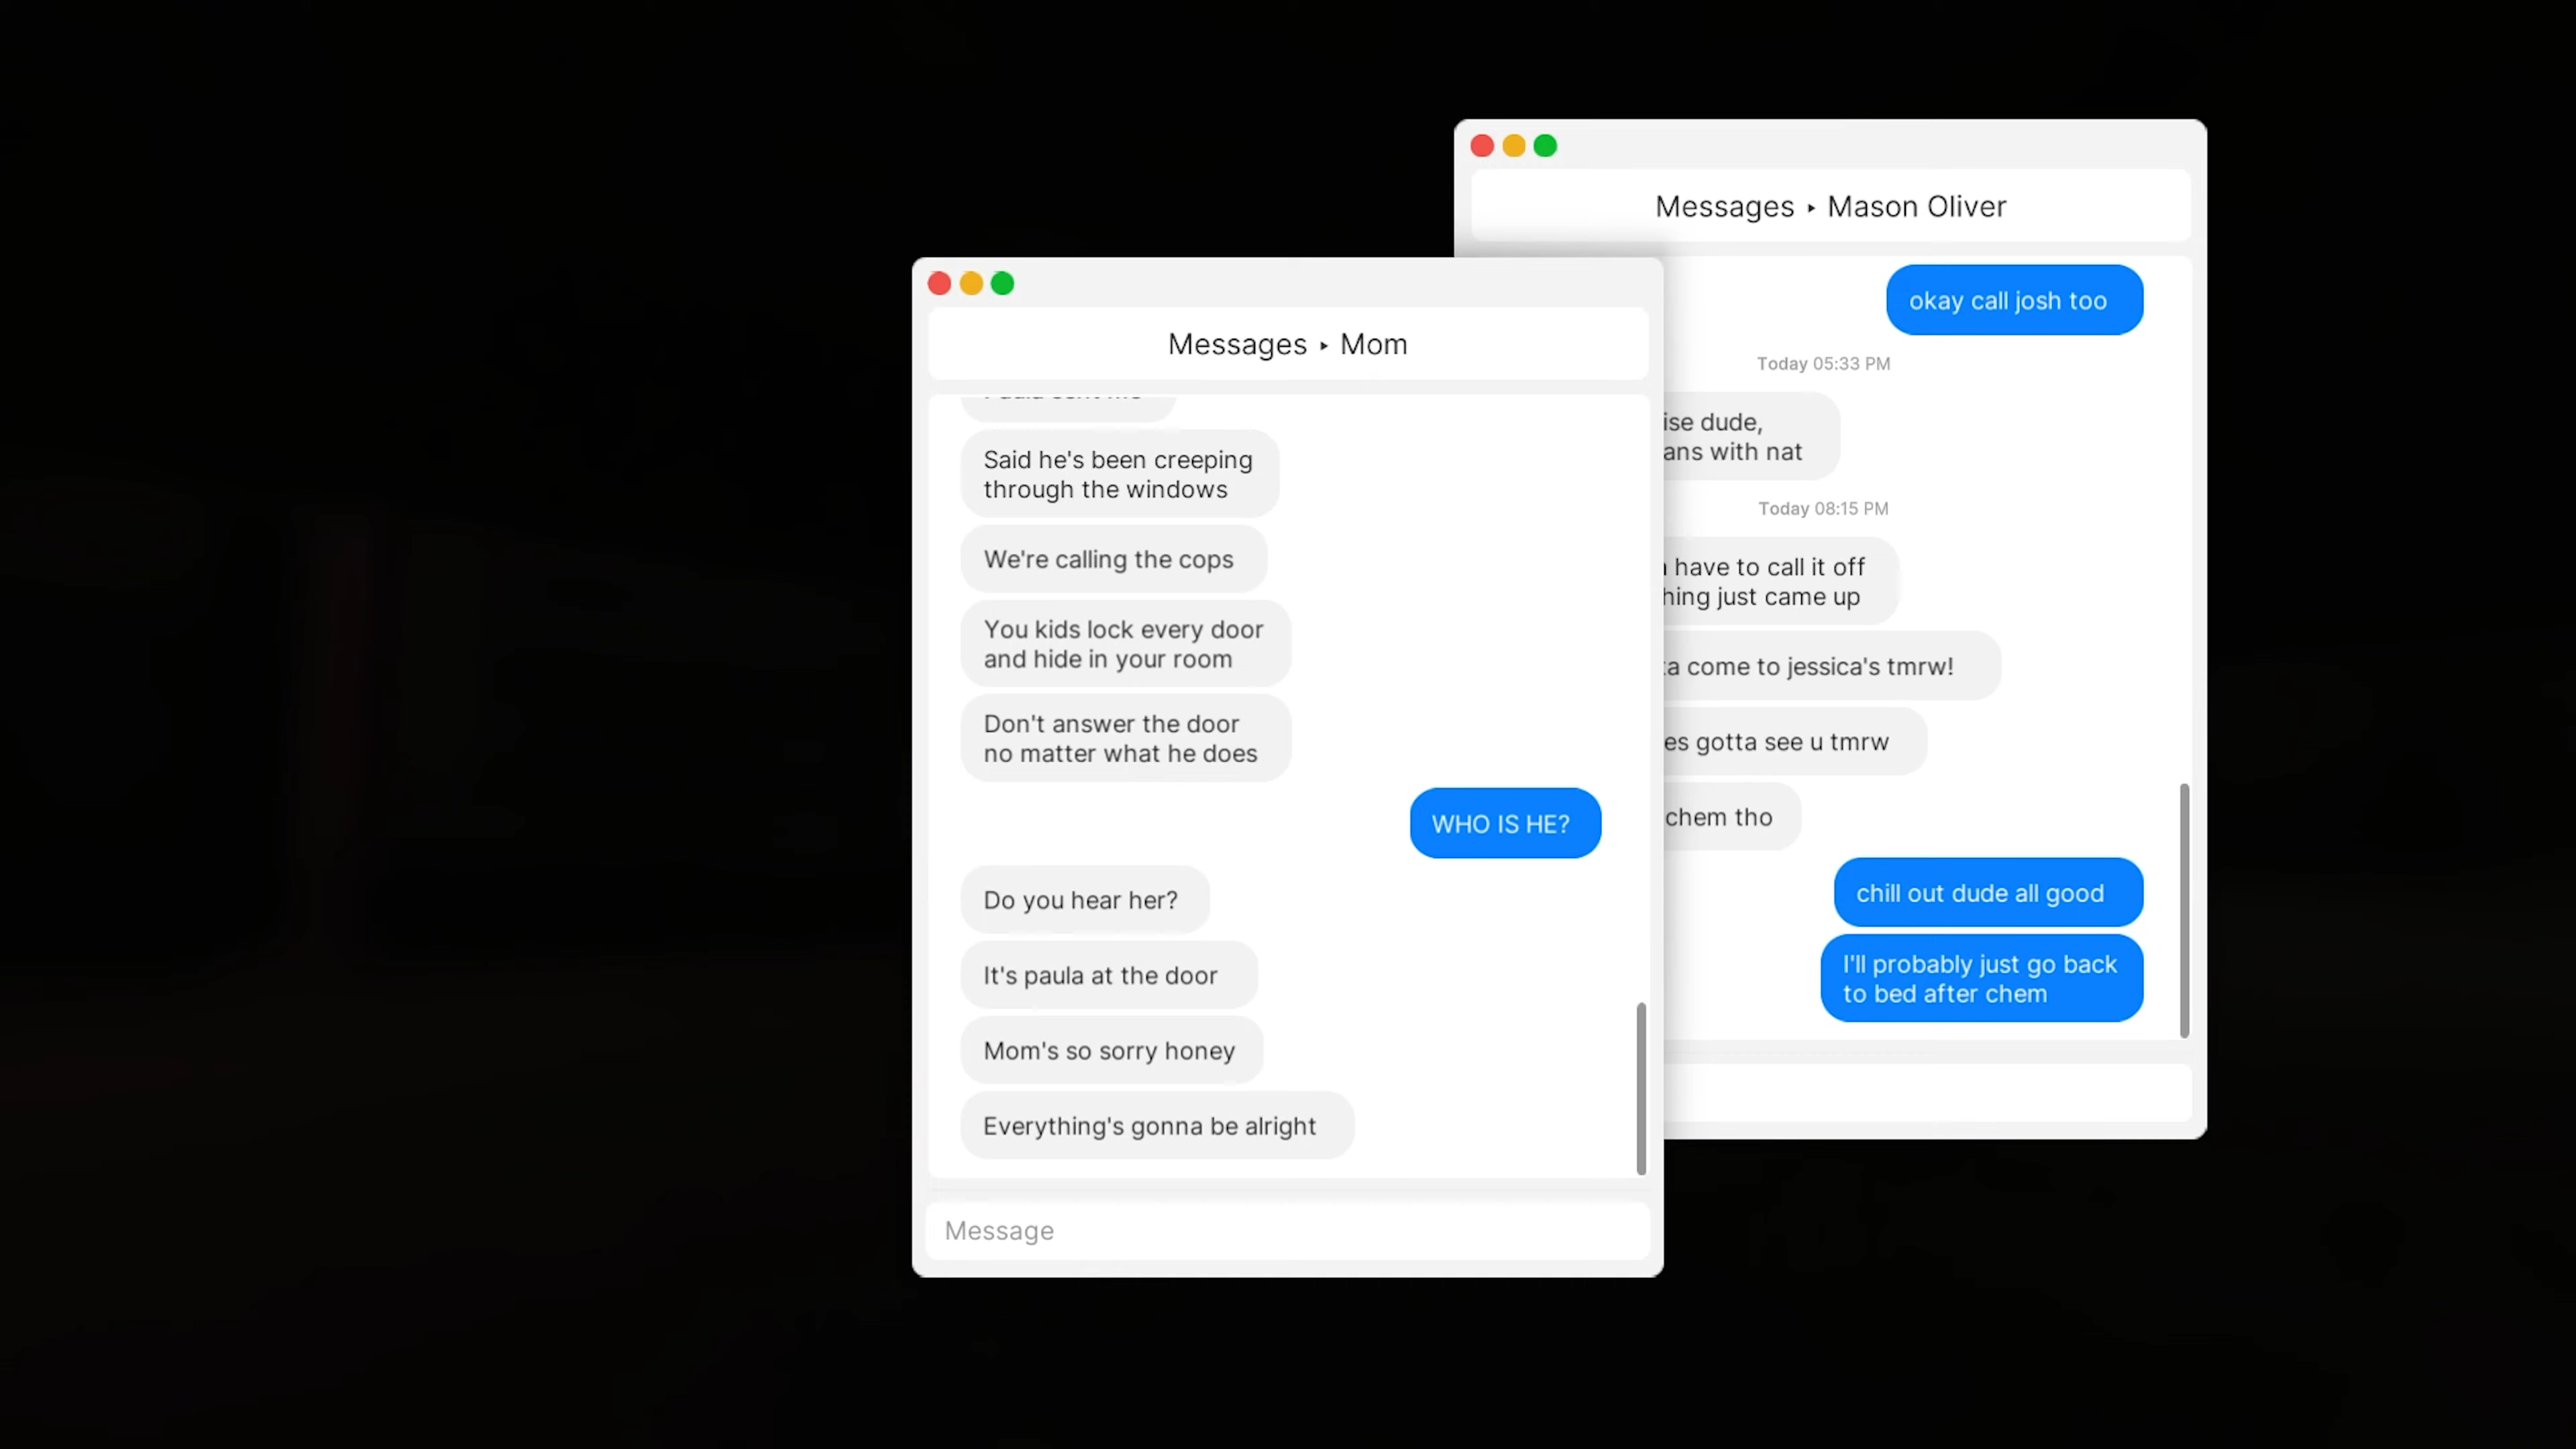 Messages ▸ Mom
Said he's been creeping
through the windows
We're calling the cops
You kids lock every door
and hide in your room
Don't answer the door
no matter what he does
WHO IS HE?
Do you hear her?
It's paula at the door
Mom's so sorry honey
Everything's gonna be alright
Message
Messages ▸ Mason Oliver
okay call josh too
Today 05:33 PM
dude,
with nat
Today 08:15 PM
have to call it off
just came up
come to jessica's tmrw!
gotta see u tmrw
chem tho
chill out dude all good
I'll probably just go back
to bed after chem